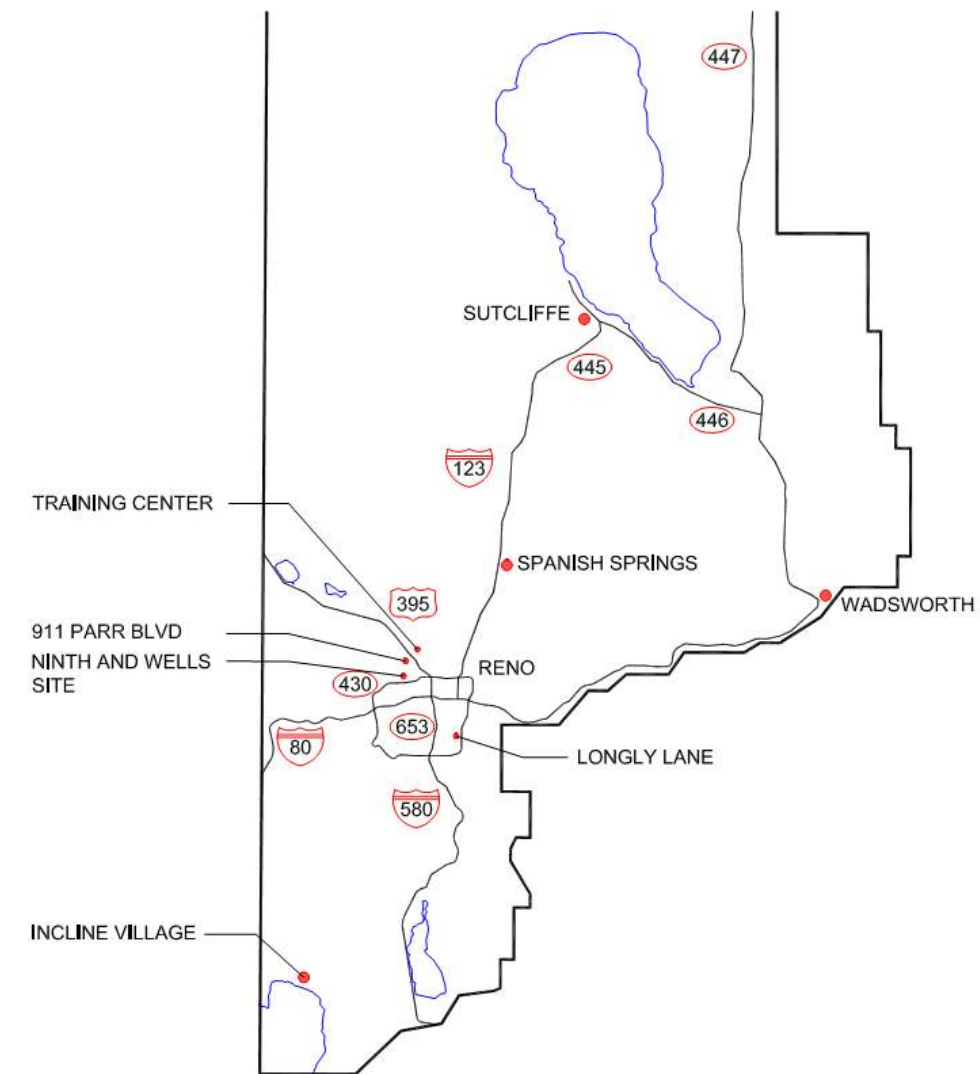 447
SUTCLIFFE
445
446
123
TRAINING CENTER
SPANISH SPRINGS
395
WADSWORTH
911 PARR BLVD
NINTH AND WELLS
SITE
RENO
430
653
80
LONGLY LANE
580
INCLINE VILLAGE